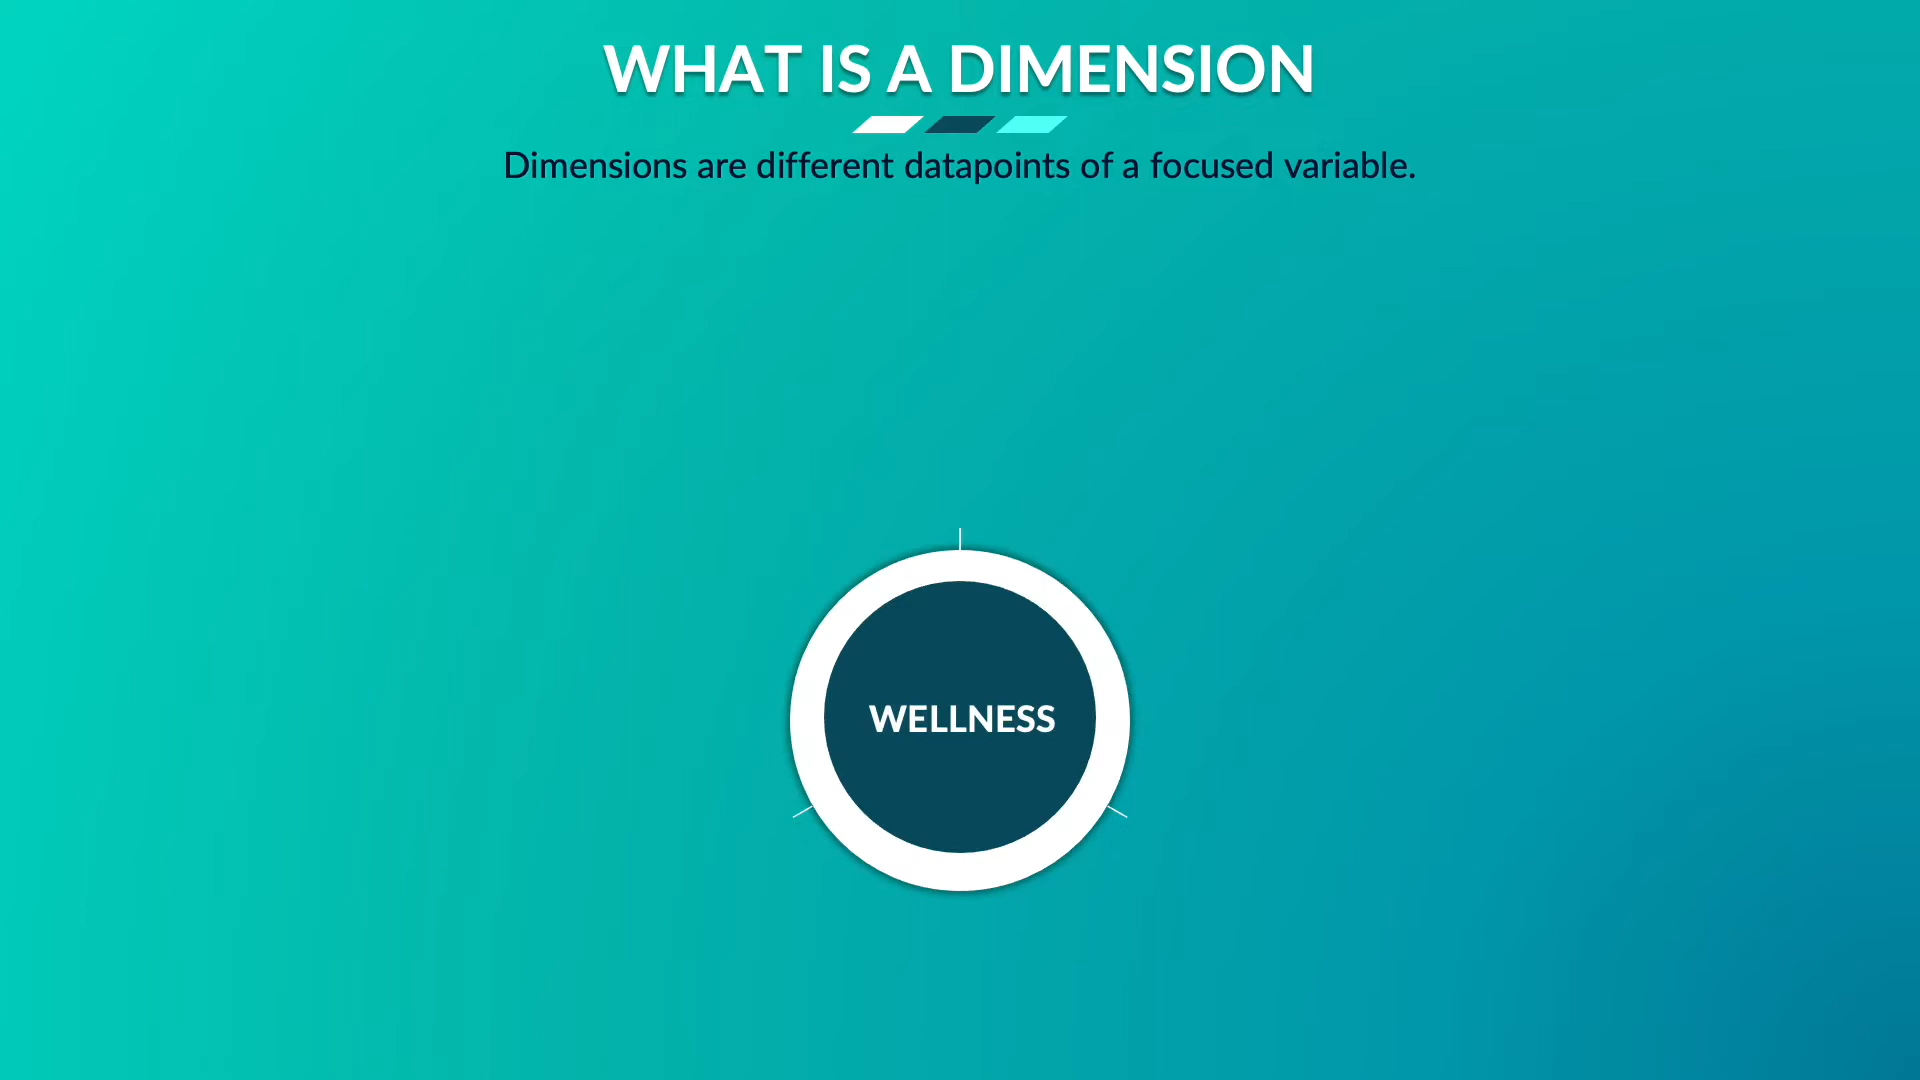 WHAT IS A DIMENSION
Dimensions are different datapoints of a focused variable.
WELLNESS